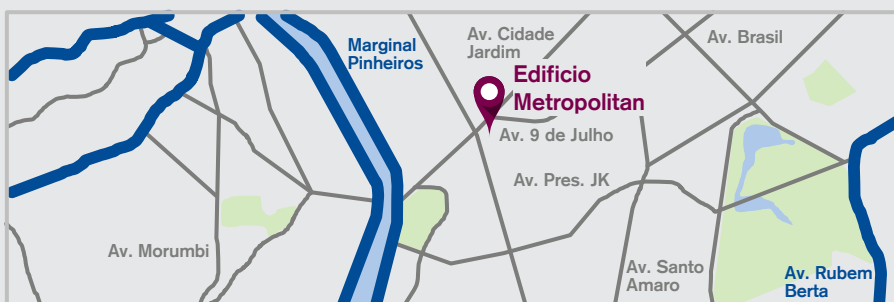 Av. Cidade
Jardim
Av. Brasil
Marginal
Pinheiros
Edificio
Metropolitan
Av. 9 de Julho
Av. Pres. JK
Av. Morumbi
Av. Santo
Amaro
Av. Rubem
Berta